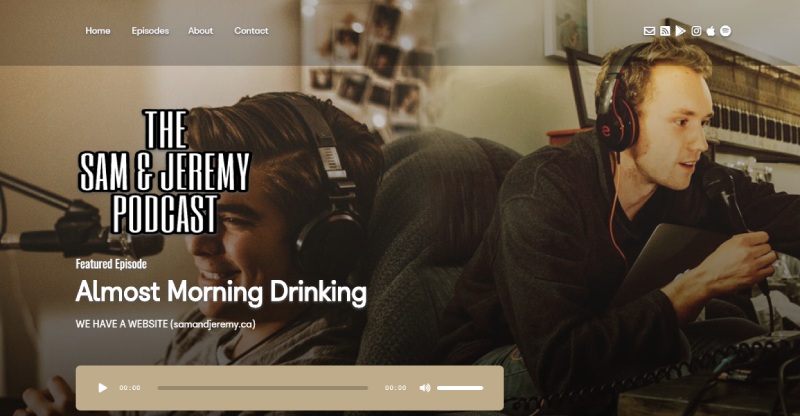 Home Episodes About Contact
THE
SAM & JEREMY
PODCAST
Featured Episode
Almost Morning Drinking
WE HAVE A WEBSITE (samandjeremy.ca)
00:00 00:00